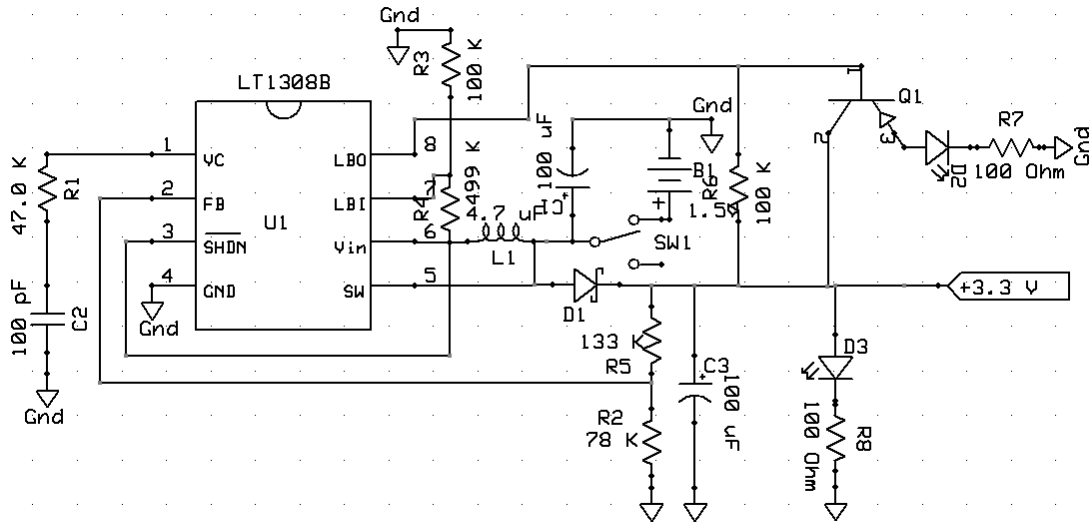 Gnd
R3
100 K
LT1308B
1
Q1
VC
8
LBO
100 uF
Gnd
R7
47.0 K
R1
2
FB
7
LBI
R4
499 K
C1
+
B1
+
1.5V
R6
100 K
2
3
D2
100 Ohm
Gnd
U1
3
SHDN
6
Vin
4.7 uF
L1
SW1
4
GND
5
SW
D1
+3.3 V
Gnd
100 pF
C2
133 K
R5
C3
+
100 uF
D3
Gnd
R2
78 K
100 Ohm
R8
1